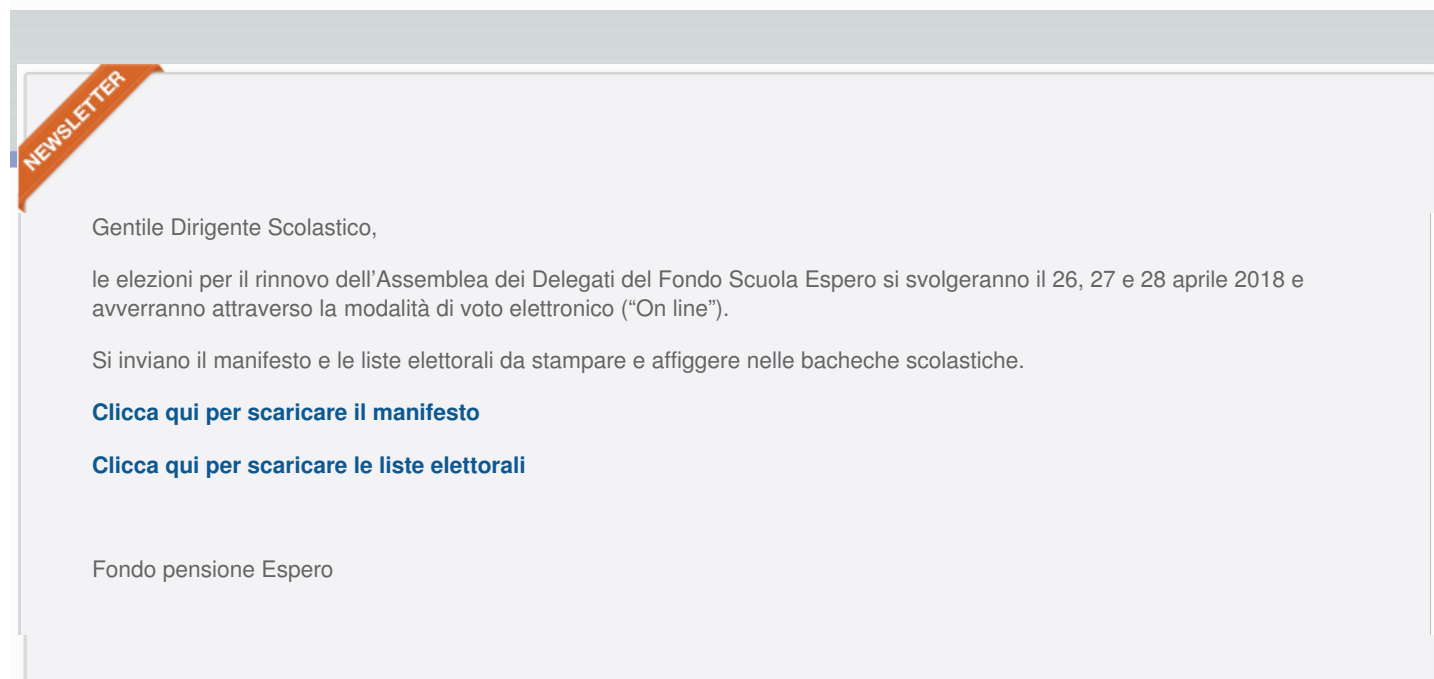 NEWSLETTER
Gentile Dirigente Scolastico,
le elezioni per il rinnovo dell’Assemblea dei Delegati del Fondo Scuola Espero si svolgeranno il 26, 27 e 28 aprile 2018 e
avverranno attraverso la modalità di voto elettronico (“On line”).
Si inviano il manifesto e le liste elettorali da stampare e affiggere nelle bacheche scolastiche.
Clicca qui per scaricare il manifesto
Clicca qui per scaricare le liste elettorali
Fondo pensione Espero